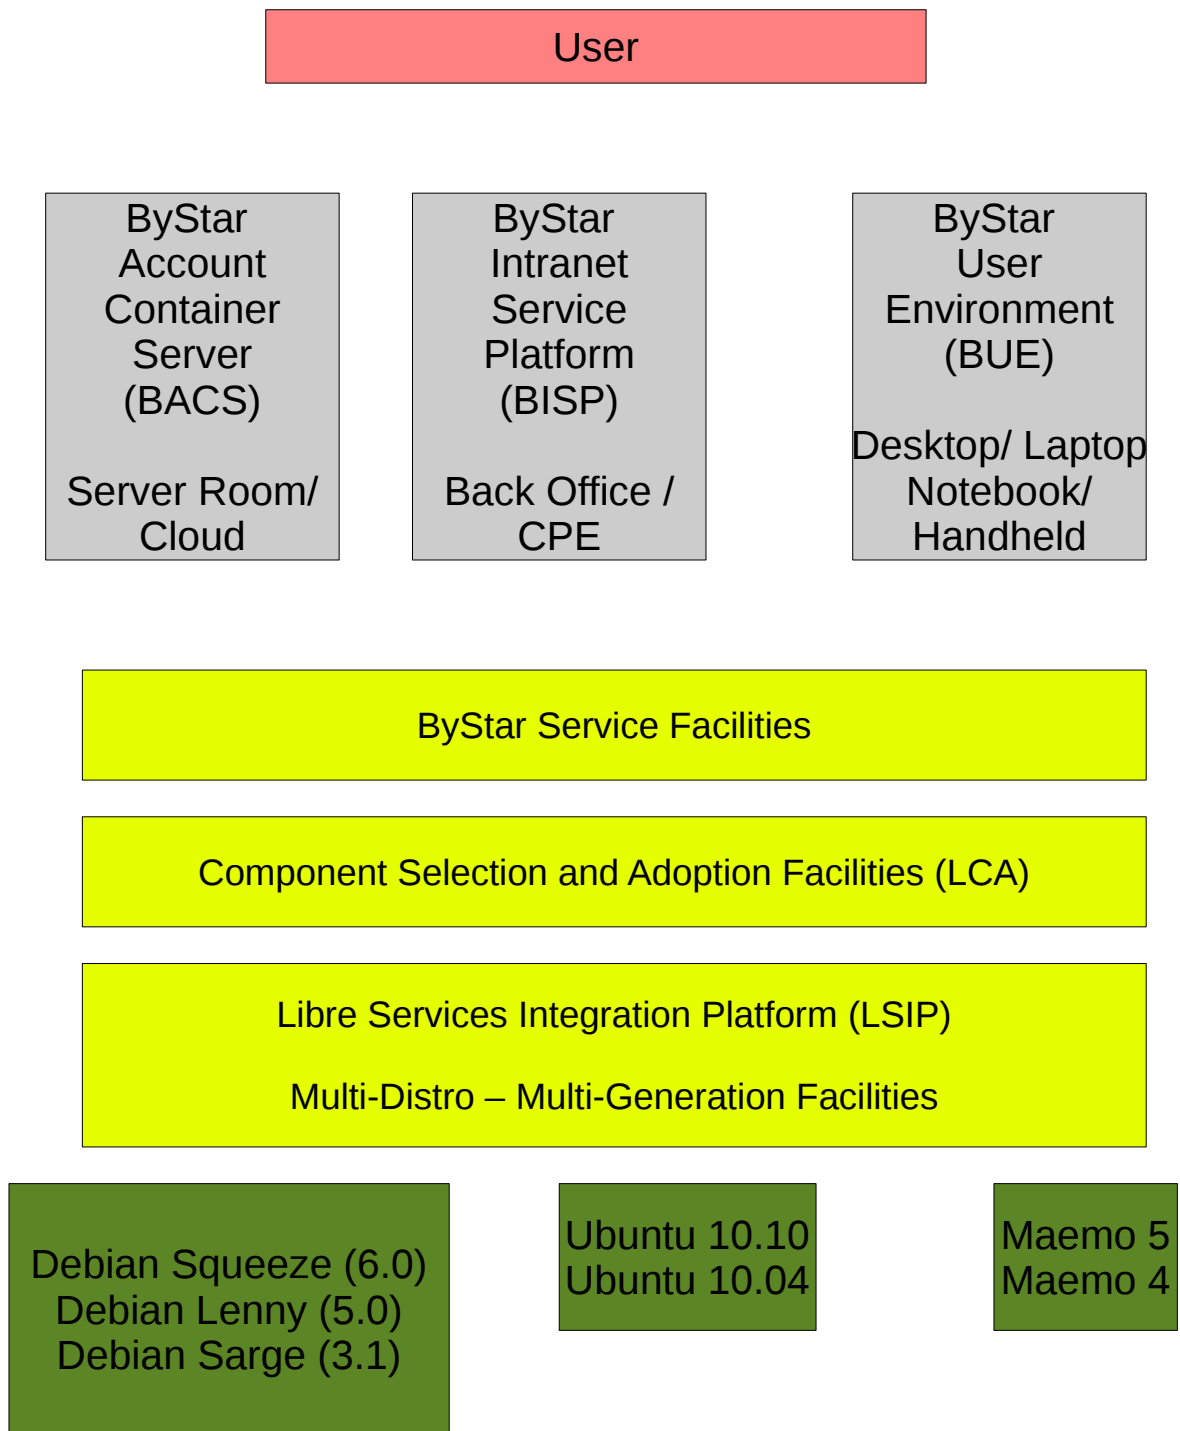 User
ByStar
Account
Container
Server
(BACS)
Server Room/
Cloud
ByStar
Intranet
Service
Platform
(BISP)
Back Office /
CPE
ByStar
User
Environment
(BUE)
Desktop/ Laptop
Notebook/
Handheld
ByStar Service Facilities
Component Selection and Adoption Facilities (LCA)
Libre Services Integration Platform (LSIP)
Multi-Distro – Multi-Generation Facilities
Debian Squeeze (6.0)
Debian Lenny (5.0)
Debian Sarge (3.1)
Ubuntu 10.10
Ubuntu 10.04
Maemo 5
Maemo 4